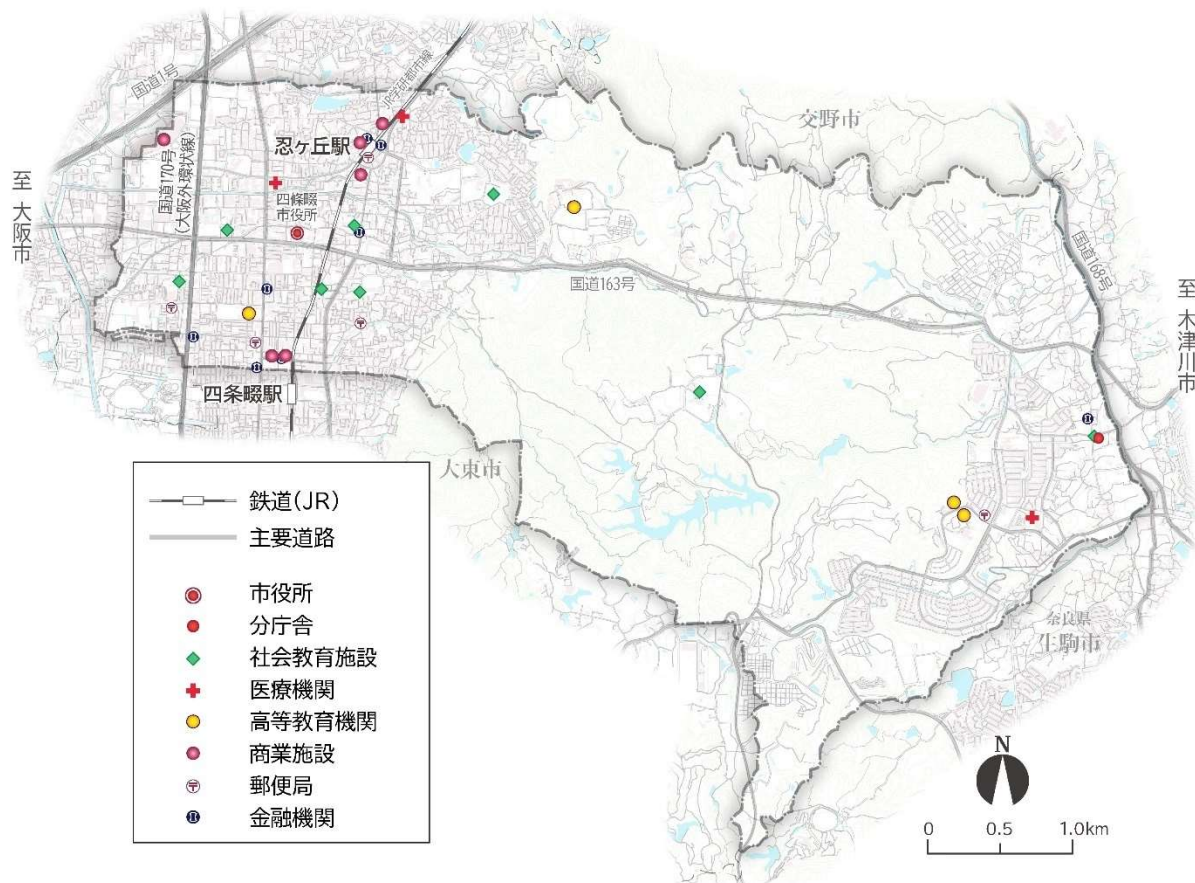 国道1号
JR学研都市線
交野市
忍ヶ丘駅
至 大阪市
国道170号
(大阪外環状線)
四條畷
市役所
国道168号
国道163号
至 木津川市
四条畷駅
大東市
鉄道(JR)
主要道路
市役所
分庁舎
社会教育施設
医療機関
高等教育機関
商業施設
郵便局
金融機関
奈良県
生駒市
N
0 0.5 1.0km